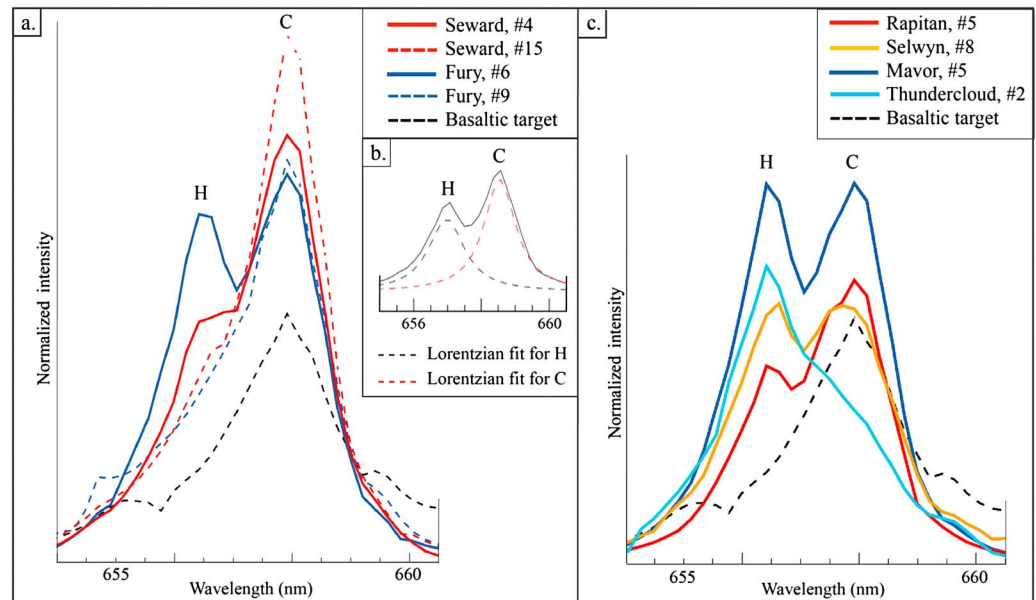 a.
C
H
Normalized intensity
655
660
Wavelength (nm)
Seward, #4
Seward, #15
Fury, #6
Fury, #9
Basaltic target
b.
C
H
656
660
Lorentzian fit for H
Lorentzian fit for C
c.
Rapitan, #5
Selwyn, #8
Mavor, #5
Thundercloud, #2
Basaltic target
H
C
Normalized intensity
655
660
Wavelength (nm)